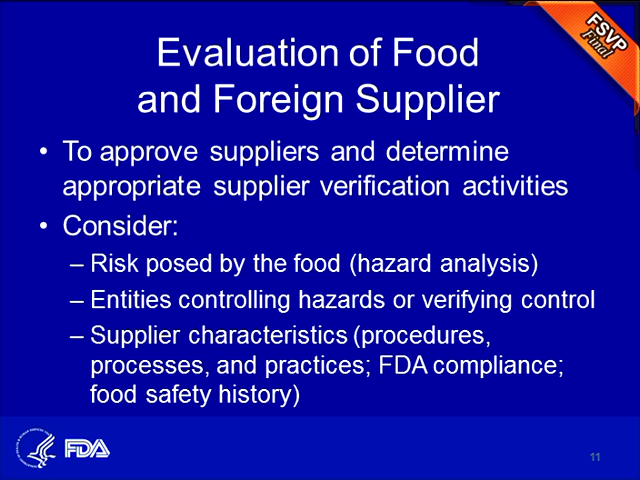 FSVP
Final
Evaluation of Food
and Foreign Supplier
• To approve suppliers and determine
appropriate supplier verification activities
• Consider:
– Risk posed by the food (hazard analysis)
– Entities controlling hazards or verifying control
– Supplier characteristics (procedures,
processes, and practices; FDA compliance;
food safety history)
FDA
11